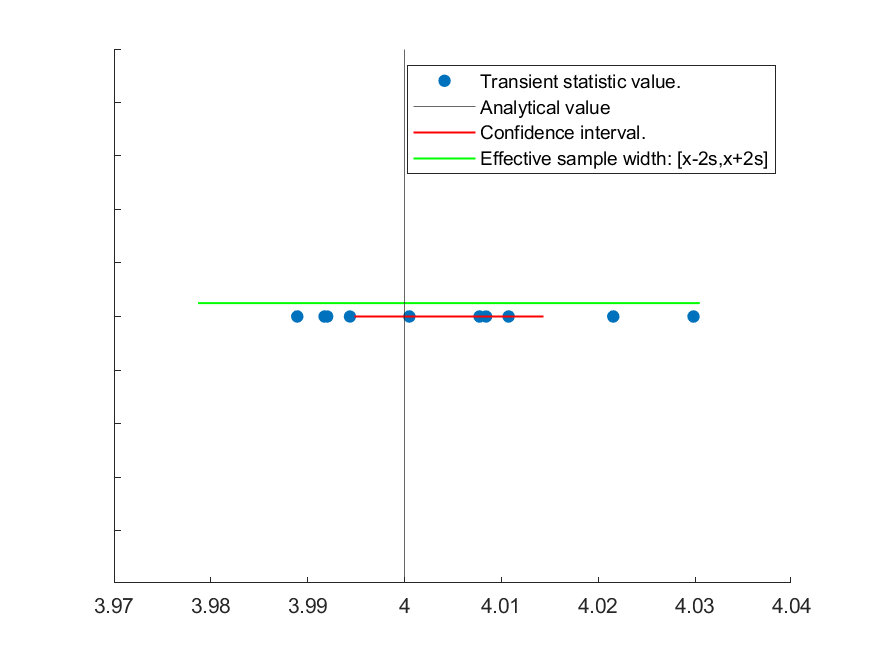 Transient statistic value.
Analytical value
Confidence interval.
Effective sample width: [x-2s,x+2s]
3.97 3.98 3.99 4 4.01 4.02 4.03 4.04